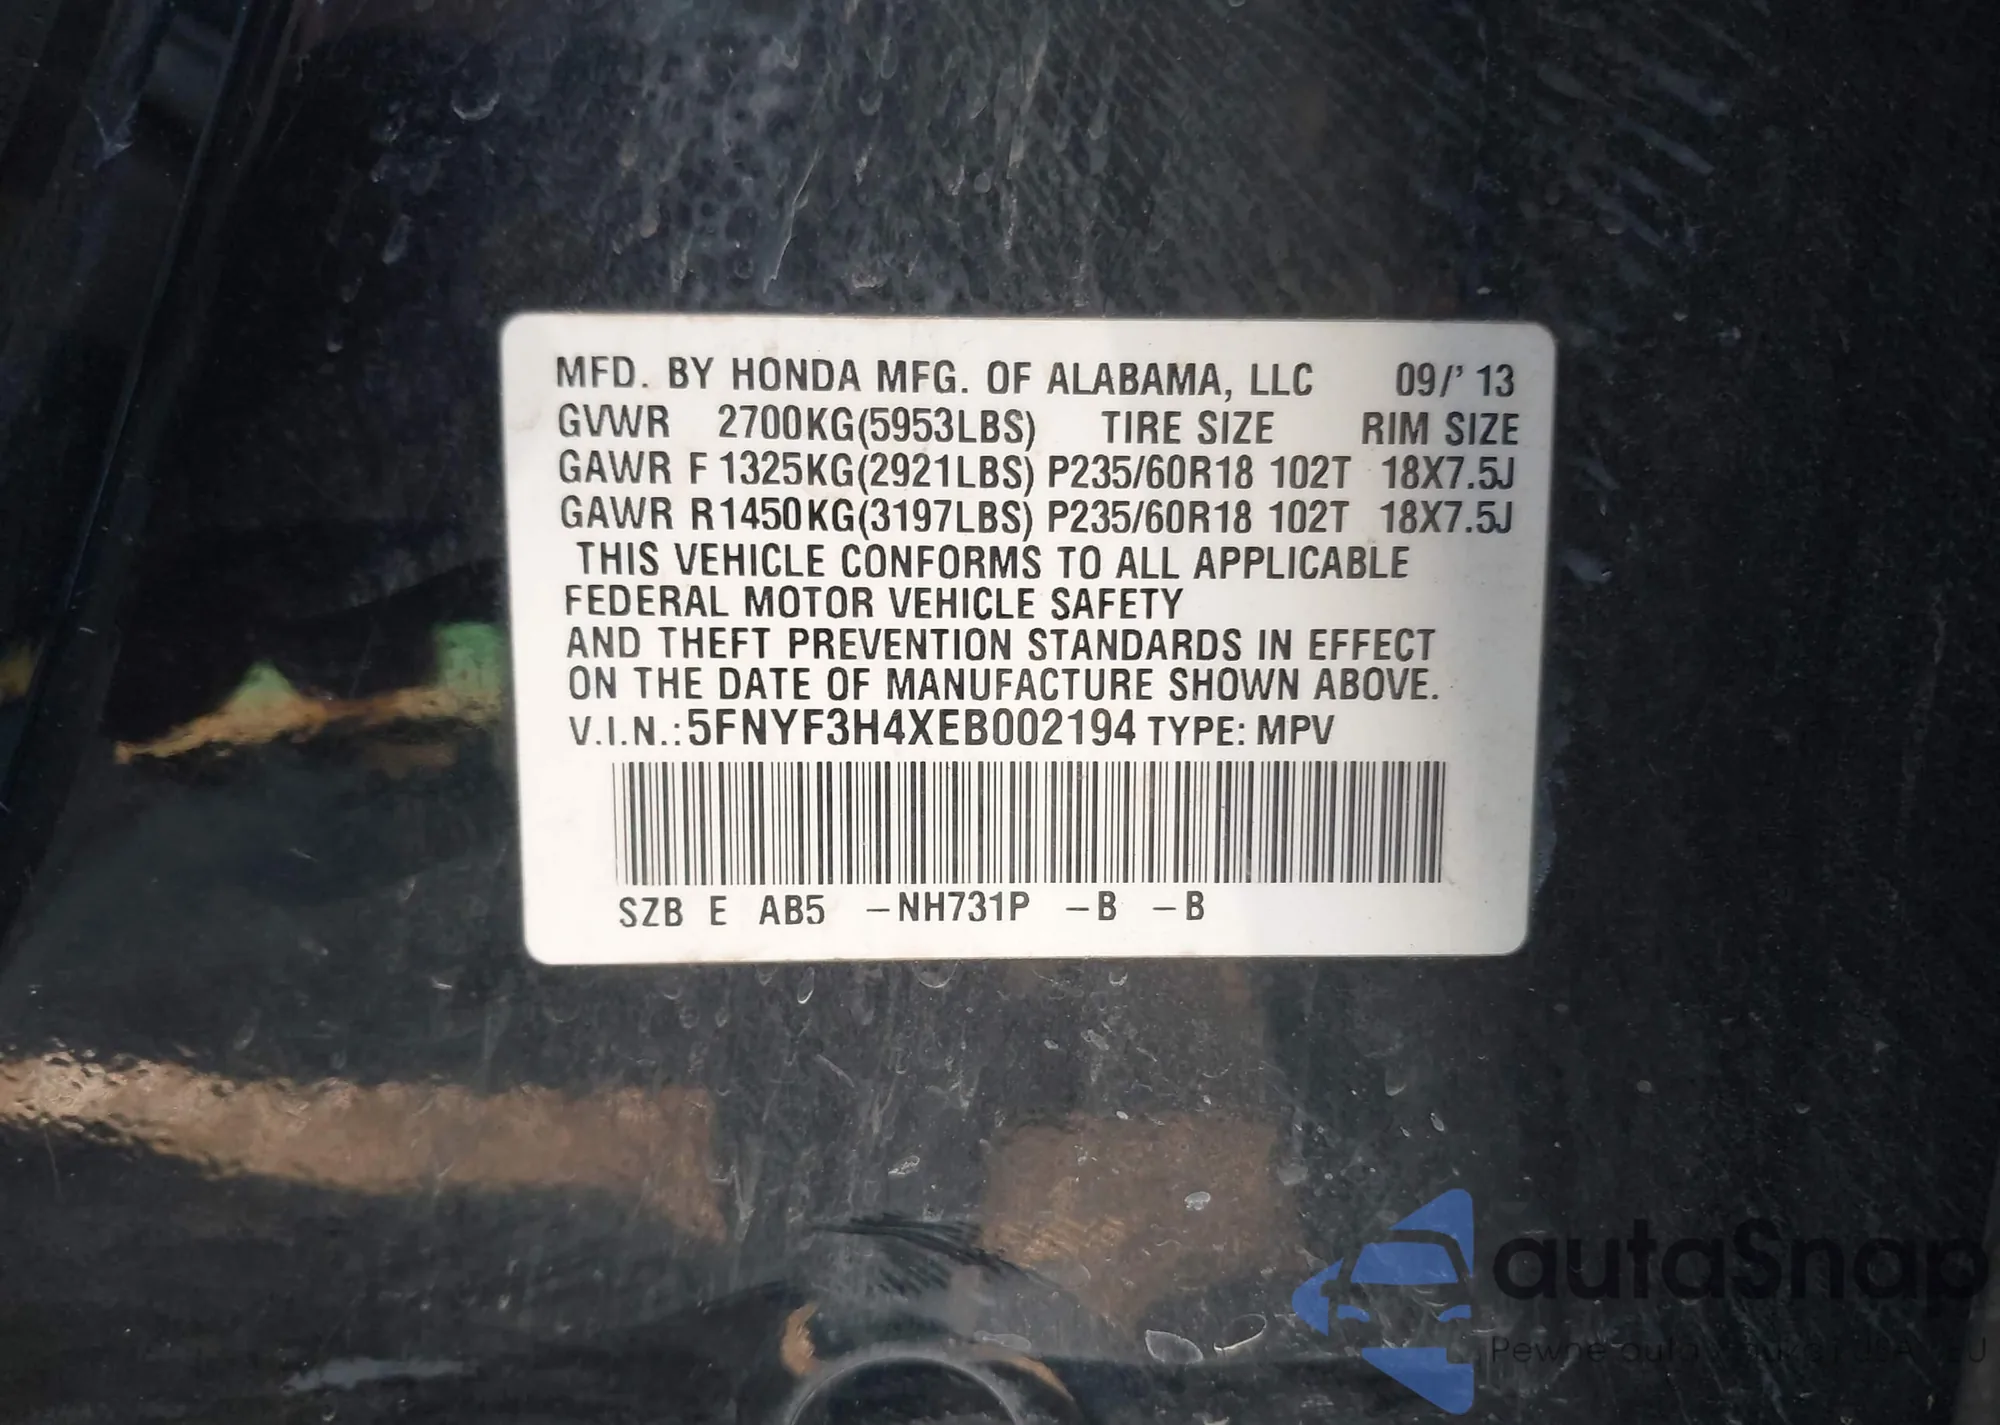 MFD. BY HONDA MFG. OF ALABAMA, LLC 09/' 13
GVWR 2700KG(5953LBS) TIRE SIZE RIM SIZE
GAWR F 1325KG(2921LBS) P235/60R18 102T 18X7.5J
GAWR R1450KG(3197LBS) P235/60R18 102T 18X7.5J
THIS VEHICLE CONFORMS TO ALL APPLICABLE
FEDERAL MOTOR VEHICLE SAFETY
AND THEFT PREVENTION STANDARDS IN EFFECT
ON THE DATE OF MANUFACTURE SHOWN ABOVE.
V.I.N.: 5FNYF3H4XEB002194 TYPE: MPV
SZB E AB5 –NH731P –B –B
autaSnap
Pewne auta